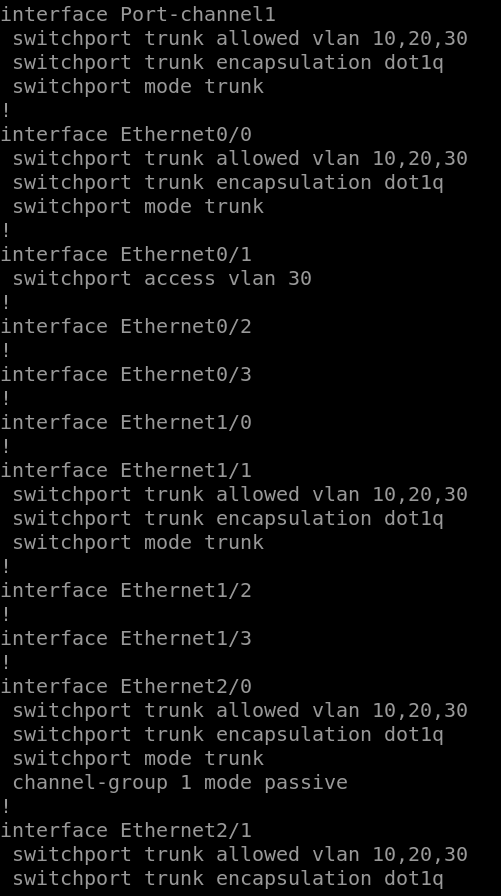 interface Port-channel1
 switchport trunk allowed vlan 10,20,30
 switchport trunk encapsulation dot1q
 switchport mode trunk
!
interface Ethernet0/0
 switchport trunk allowed vlan 10,20,30
 switchport trunk encapsulation dot1q
 switchport mode trunk
!
interface Ethernet0/1
 switchport access vlan 30
!
interface Ethernet0/2
!
interface Ethernet0/3
!
interface Ethernet1/0
!
interface Ethernet1/1
 switchport trunk allowed vlan 10,20,30
 switchport trunk encapsulation dot1q
 switchport mode trunk
!
interface Ethernet1/2
!
interface Ethernet1/3
!
interface Ethernet2/0
 switchport trunk allowed vlan 10,20,30
 switchport trunk encapsulation dot1q
 switchport mode trunk
 channel-group 1 mode passive
!
interface Ethernet2/1
 switchport trunk allowed vlan 10,20,30
 switchport trunk encapsulation dot1q